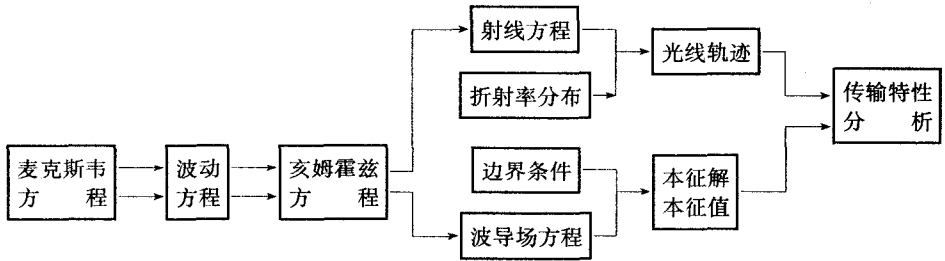 射线方程
光线轨迹
折射率分布
传输特性
分析
麦克斯韦
方程
波动
方程
亥姆霍兹
方程
边界条件
本征解
本征值
波导场方程